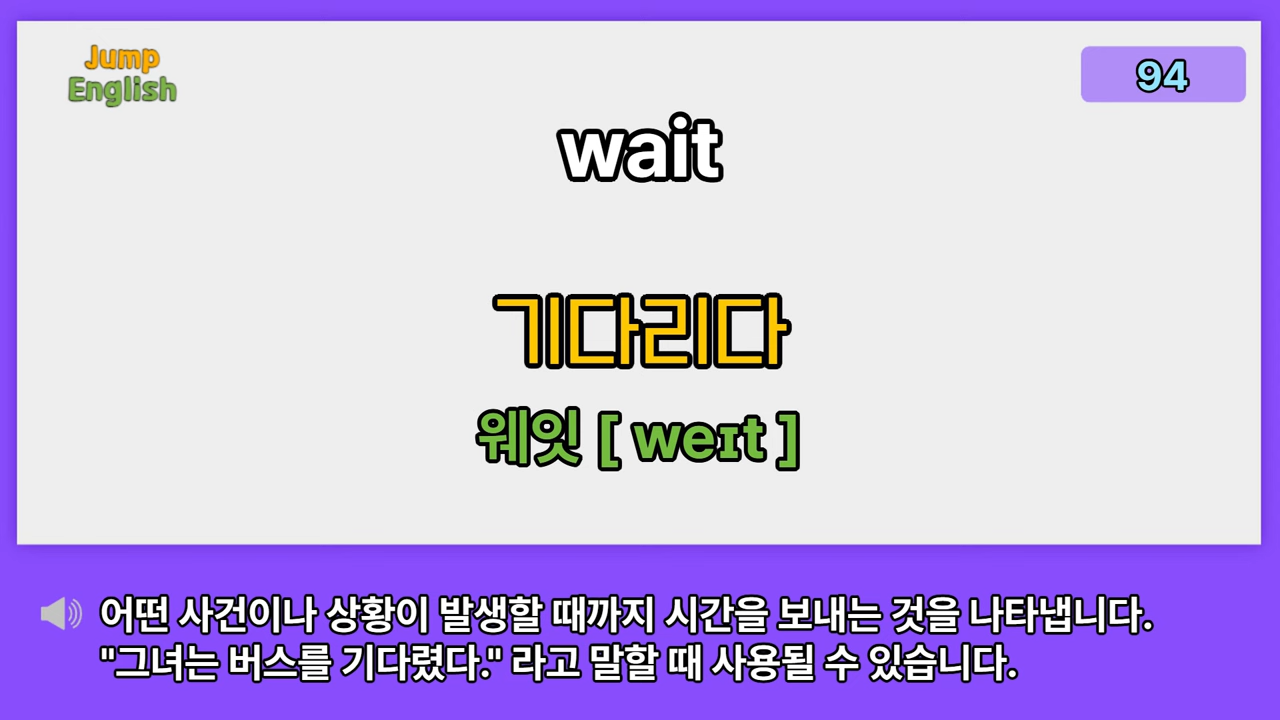 Jump
English
94
wait
기다리다
웨잇 [ weɪt ]
어떤 사건이나 상황이 발생할 때까지 시간을 보내는 것을 나타냅니다.
"그녀는 버스를 기다렸다." 라고 말할 때 사용될 수 있습니다.